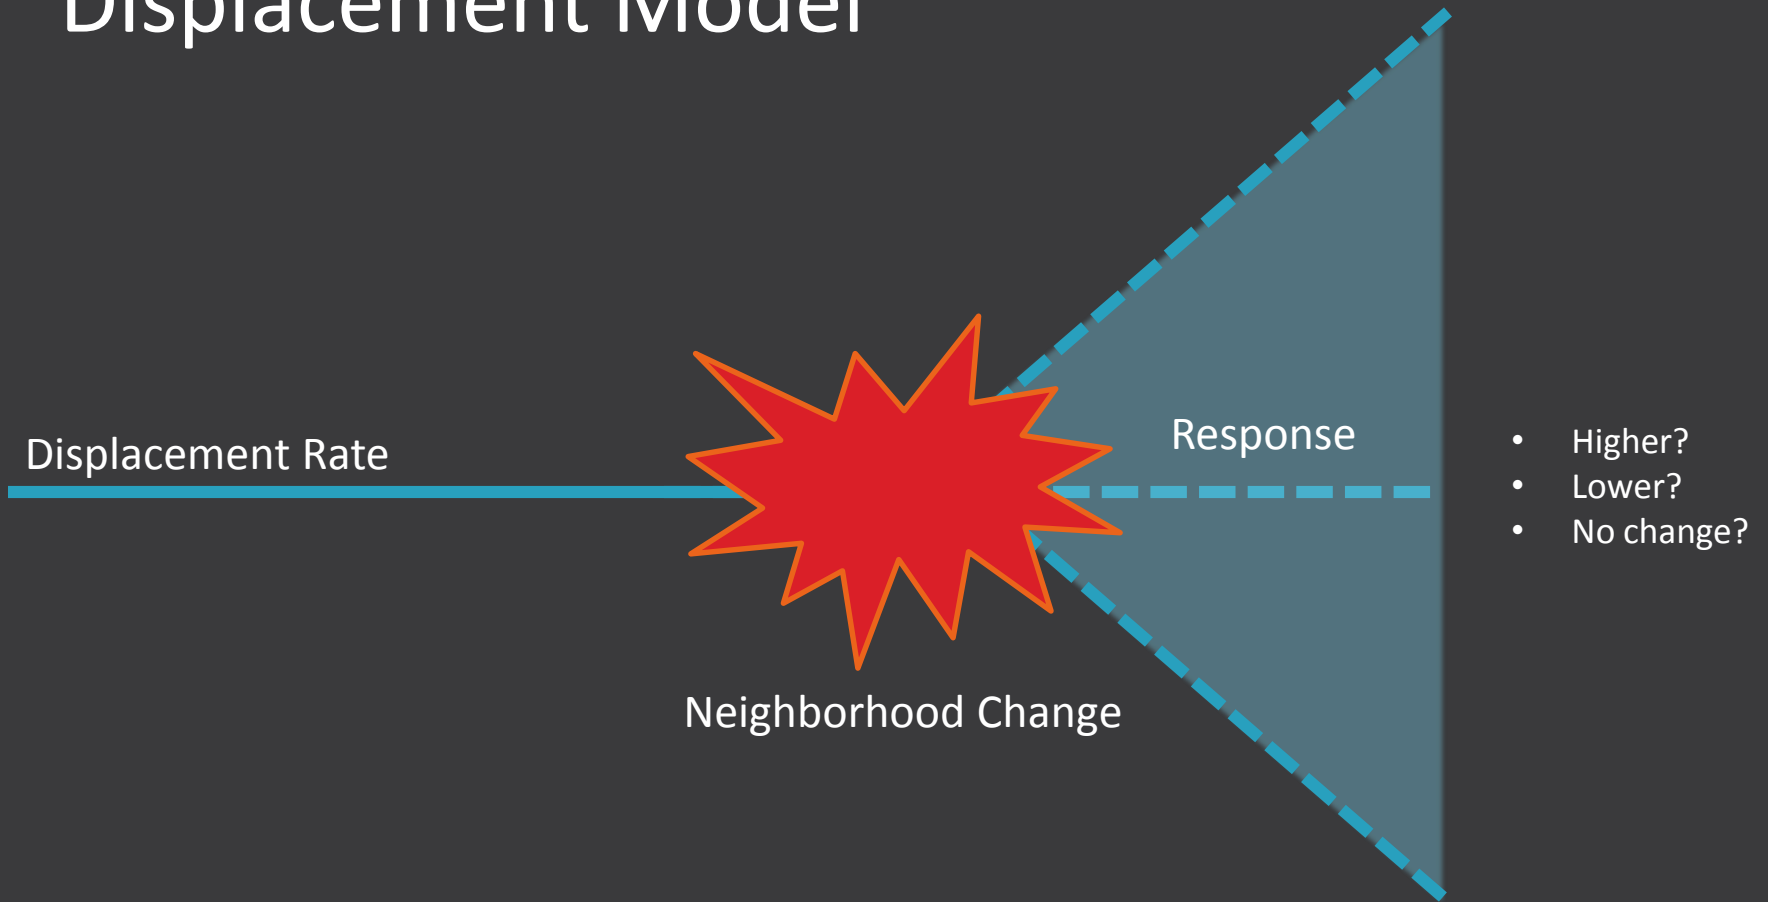 Displacement Model
Displacement Rate
Response
• Higher?
• Lower?
• No change?
Neighborhood Change